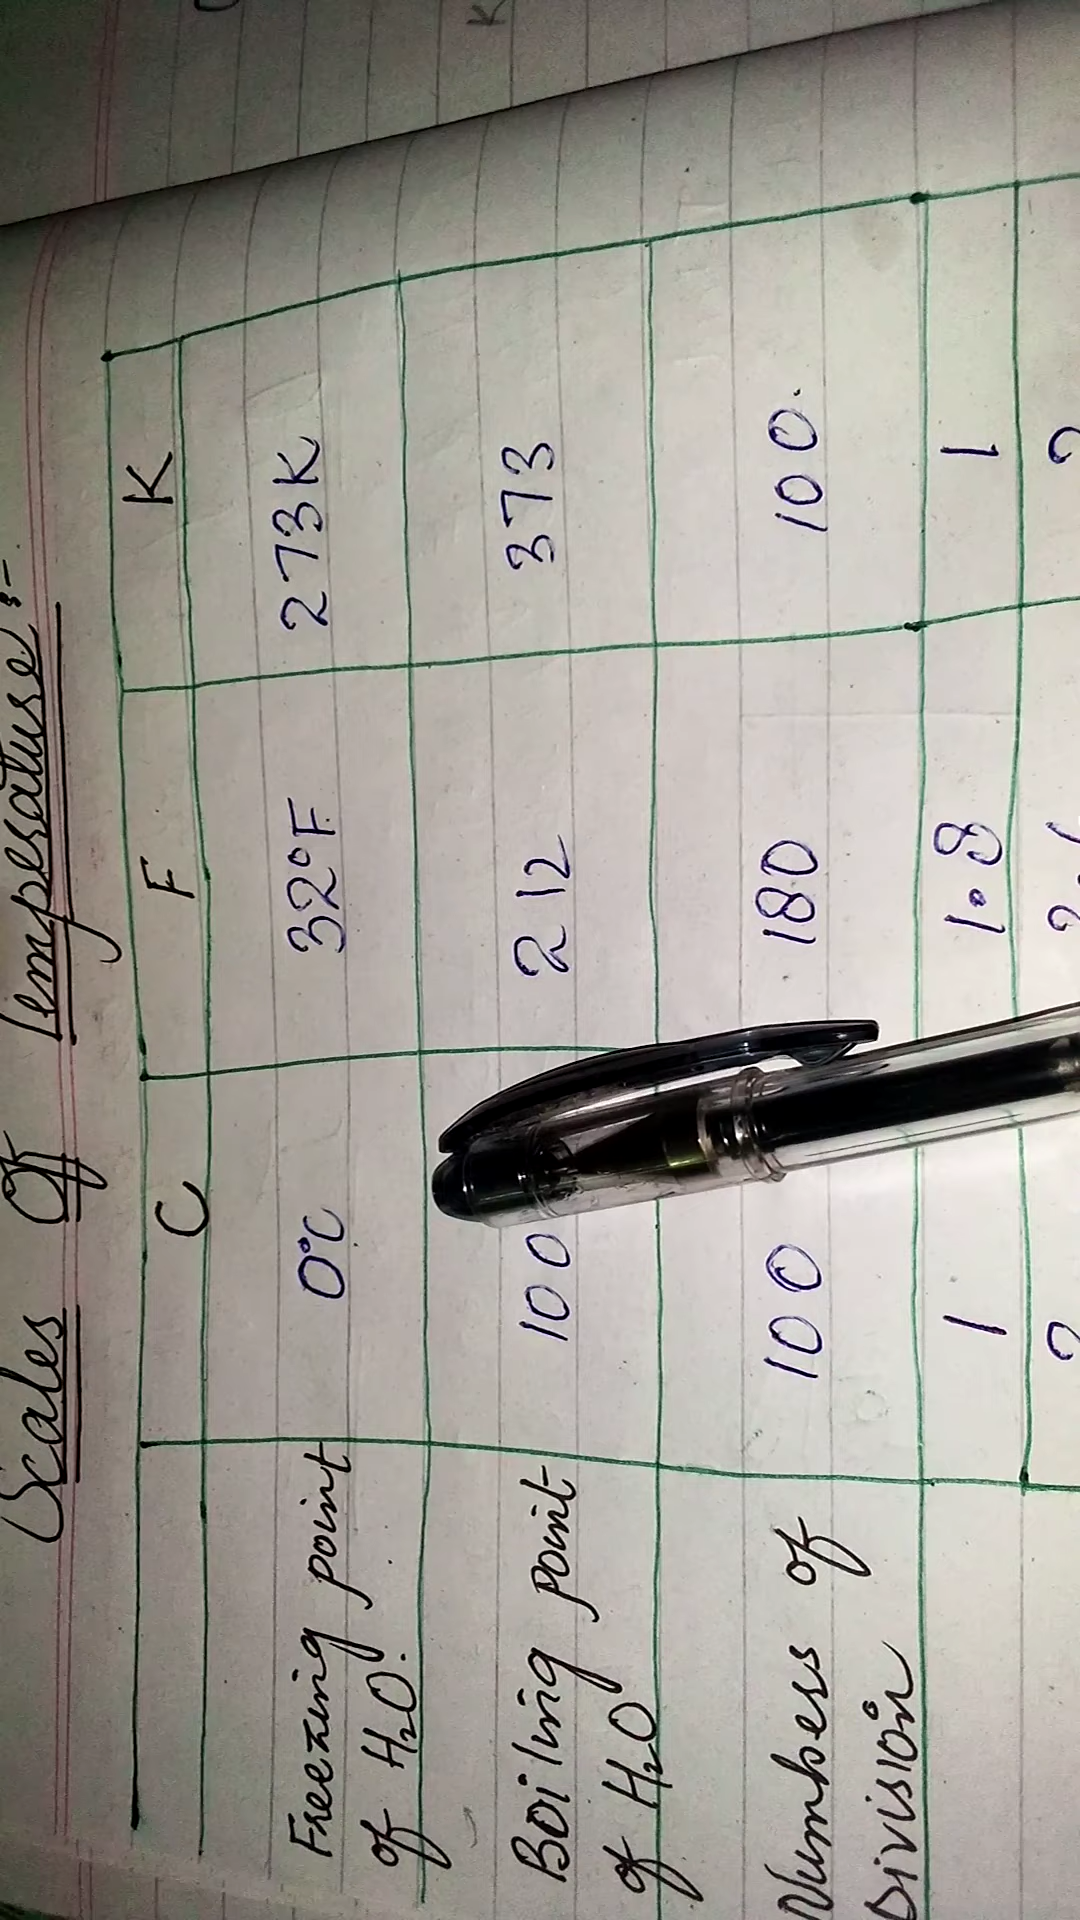 Scales Of Temperature :-
C F K
Freezing point 0°C 32°F 273K
of H₂O.
Boiling point 100 212 373
of H₂O
Number of 100 180 100.
Division
1 1.8 1